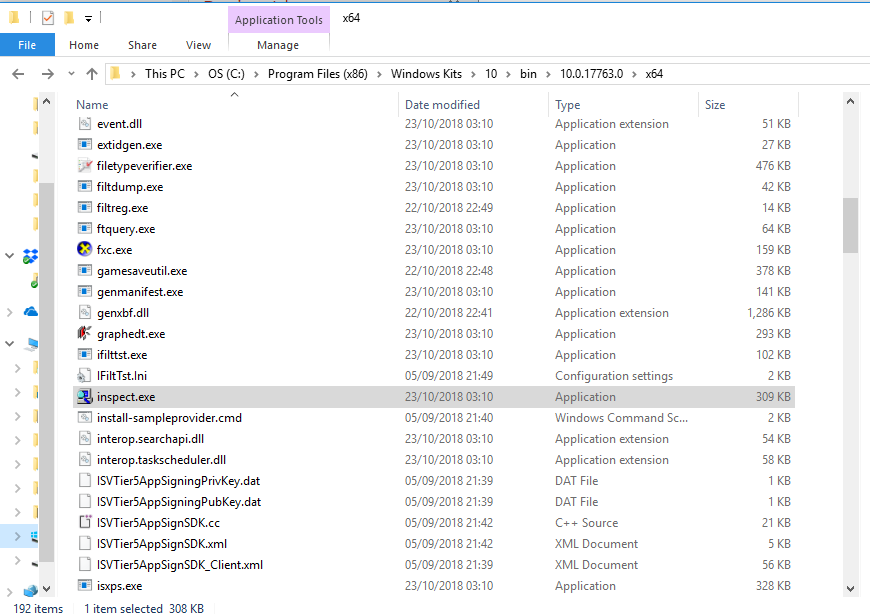 Application Tools x64
File Home Share View Manage
This PC OS (C:) Program Files (x86) Windows Kits 10 bin 10.0.17763.0 x64
Name Date modified Type Size
event.dll 23/10/2018 03:10 Application extension 51 KB
extidgen.exe 23/10/2018 03:10 Application 27 KB
filetypeverifier.exe 23/10/2018 03:10 Application 476 KB
filtdump.exe 23/10/2018 03:10 Application 42 KB
filtreg.exe 22/10/2018 22:49 Application 14 KB
ftquery.exe 23/10/2018 03:10 Application 64 KB
fxc.exe 23/10/2018 03:10 Application 159 KB
gamesaveutil.exe 22/10/2018 22:48 Application 378 KB
genmanifest.exe 23/10/2018 03:10 Application 141 KB
genxbf.dll 22/10/2018 22:41 Application extension 1,286 KB
graphedt.exe 23/10/2018 03:10 Application 293 KB
ifilttst.exe 23/10/2018 03:10 Application 102 KB
IFiltTst.Ini 05/09/2018 21:49 Configuration settings 2 KB
inspect.exe 23/10/2018 03:10 Application 309 KB
install-sampleprovider.cmd 05/09/2018 21:40 Windows Command Sc... 2 KB
interop.searchapi.dll 23/10/2018 03:10 Application extension 54 KB
interop.taskscheduler.dll 23/10/2018 03:10 Application extension 58 KB
ISVTier5AppSigningPrivKey.dat 05/09/2018 21:39 DAT File 1 KB
ISVTier5AppSigningPubKey.dat 05/09/2018 21:39 DAT File 1 KB
ISVTier5AppSignSDK.cc 05/09/2018 21:42 C++ Source 21 KB
ISVTier5AppSignSDK.xml 05/09/2018 21:42 XML Document 5 KB
ISVTier5AppSignSDK_Client.xml 05/09/2018 21:39 XML Document 56 KB
isxps.exe 23/10/2018 03:10 Application 328 KB
192 items 1 item selected 308 KB